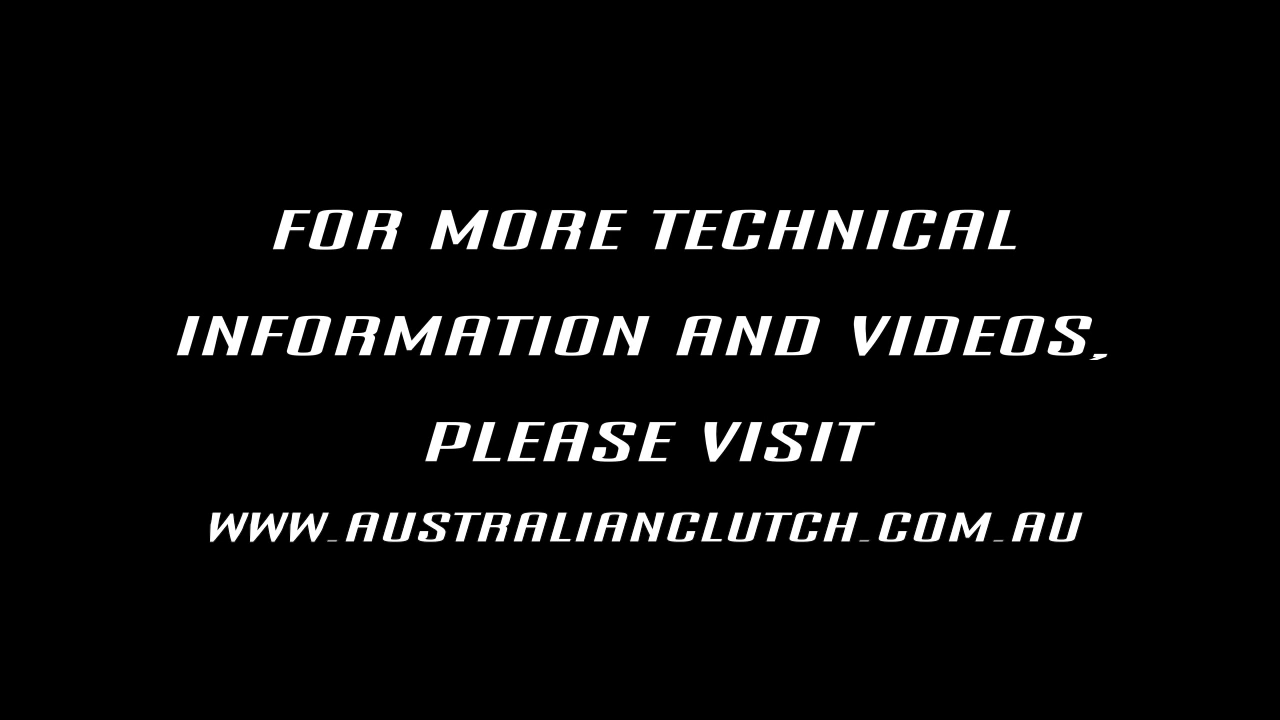 FOR MORE TECHNICAL
INFORMATION AND VIDEOS,
PLEASE VISIT
WWW.AUSTRALIANCLUTCH.COM.AU